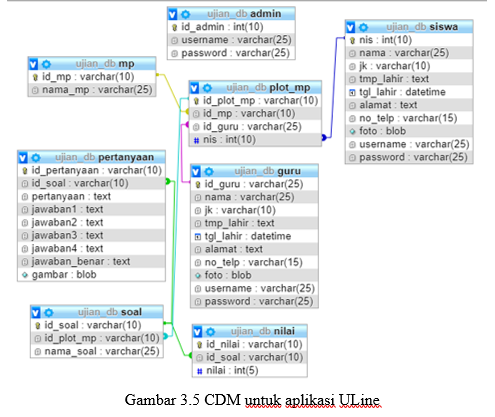 ujian_db admin
id_admin : int(10)
username : varchar(25)
password : varchar(25)
ujian_db siswa
nis : int(10)
nama : varchar(25)
jk : varchar(10)
tmp_lahir : text
tgl_lahir : datetime
alamat : text
no_telp : varchar(15)
foto : blob
username : varchar(25)
password : varchar(25)
ujian_db mp
id_mp : varchar(10)
nama_mp : varchar(25)
ujian_db plot_mp
id_plot_mp : varchar(10)
id_mp : varchar(10)
id_guru : varchar(25)
# nis : int(10)
ujian_db pertanyaan
id_pertanyaan : varchar(10)
id_soal : varchar(10)
pertanyaan : text
jawaban1 : text
jawaban2 : text
jawaban3 : text
jawaban4 : text
jawaban_benar : text
gambar : blob
ujian_db guru
id_guru : varchar(25)
nama : varchar(25)
jk : varchar(10)
tmp_lahir : text
tgl_lahir : datetime
alamat : text
no_telp : varchar(15)
foto : blob
username : varchar(25)
password : varchar(25)
ujian_db soal
id_soal : varchar(10)
id_plot_mp : varchar(10)
nama_soal : varchar(25)
ujian_db nilai
id_nilai : varchar(10)
id_soal : varchar(10)
# nilai : int(5)
Gambar 3.5 CDM untuk aplikasi ULine